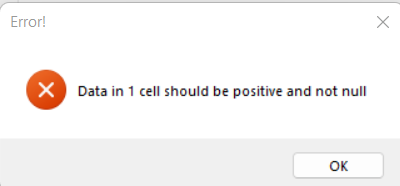 Error!
Data in 1 cell should be positive and not null
OK